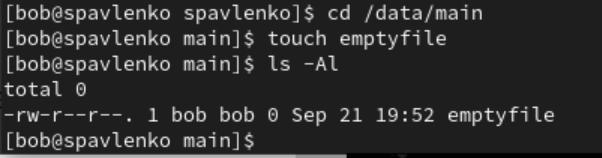 [bob@spavlenko spavlenko]$ cd /data/main
[bob@spavlenko main]$ touch emptyfile
[bob@spavlenko main]$ ls -Al
total 0
-rw-r--r--. 1 bob bob 0 Sep 21 19:52 emptyfile
[bob@spavlenko main]$